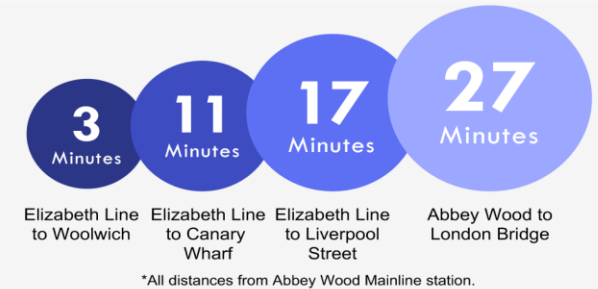 3
Minutes
11
Minutes
17
Minutes
27
Minutes
Elizabeth Line
to Woolwich
Elizabeth Line
to Canary
Wharf
Elizabeth Line
to Liverpool
Street
Abbey Wood to
London Bridge
*All distances from Abbey Wood Mainline station.